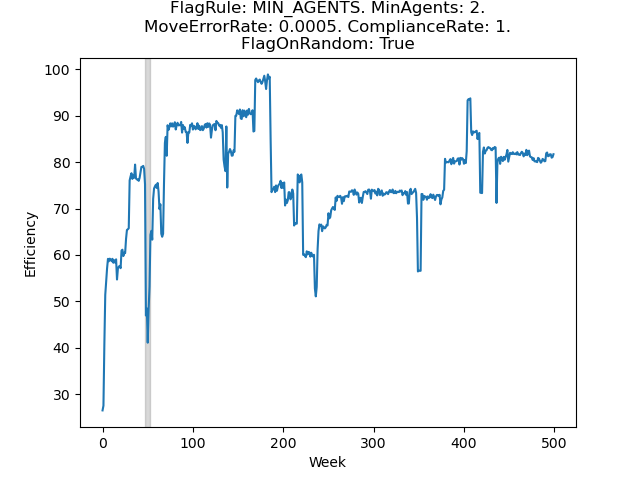 FlagRule: MIN_AGENTS. MinAgents: 2.
MoveErrorRate: 0.0005. ComplianceRate: 1.
FlagOnRandom: True
100
90
80
70
60
50
40
30
Efficiency
0 100 200 300 400 500
Week